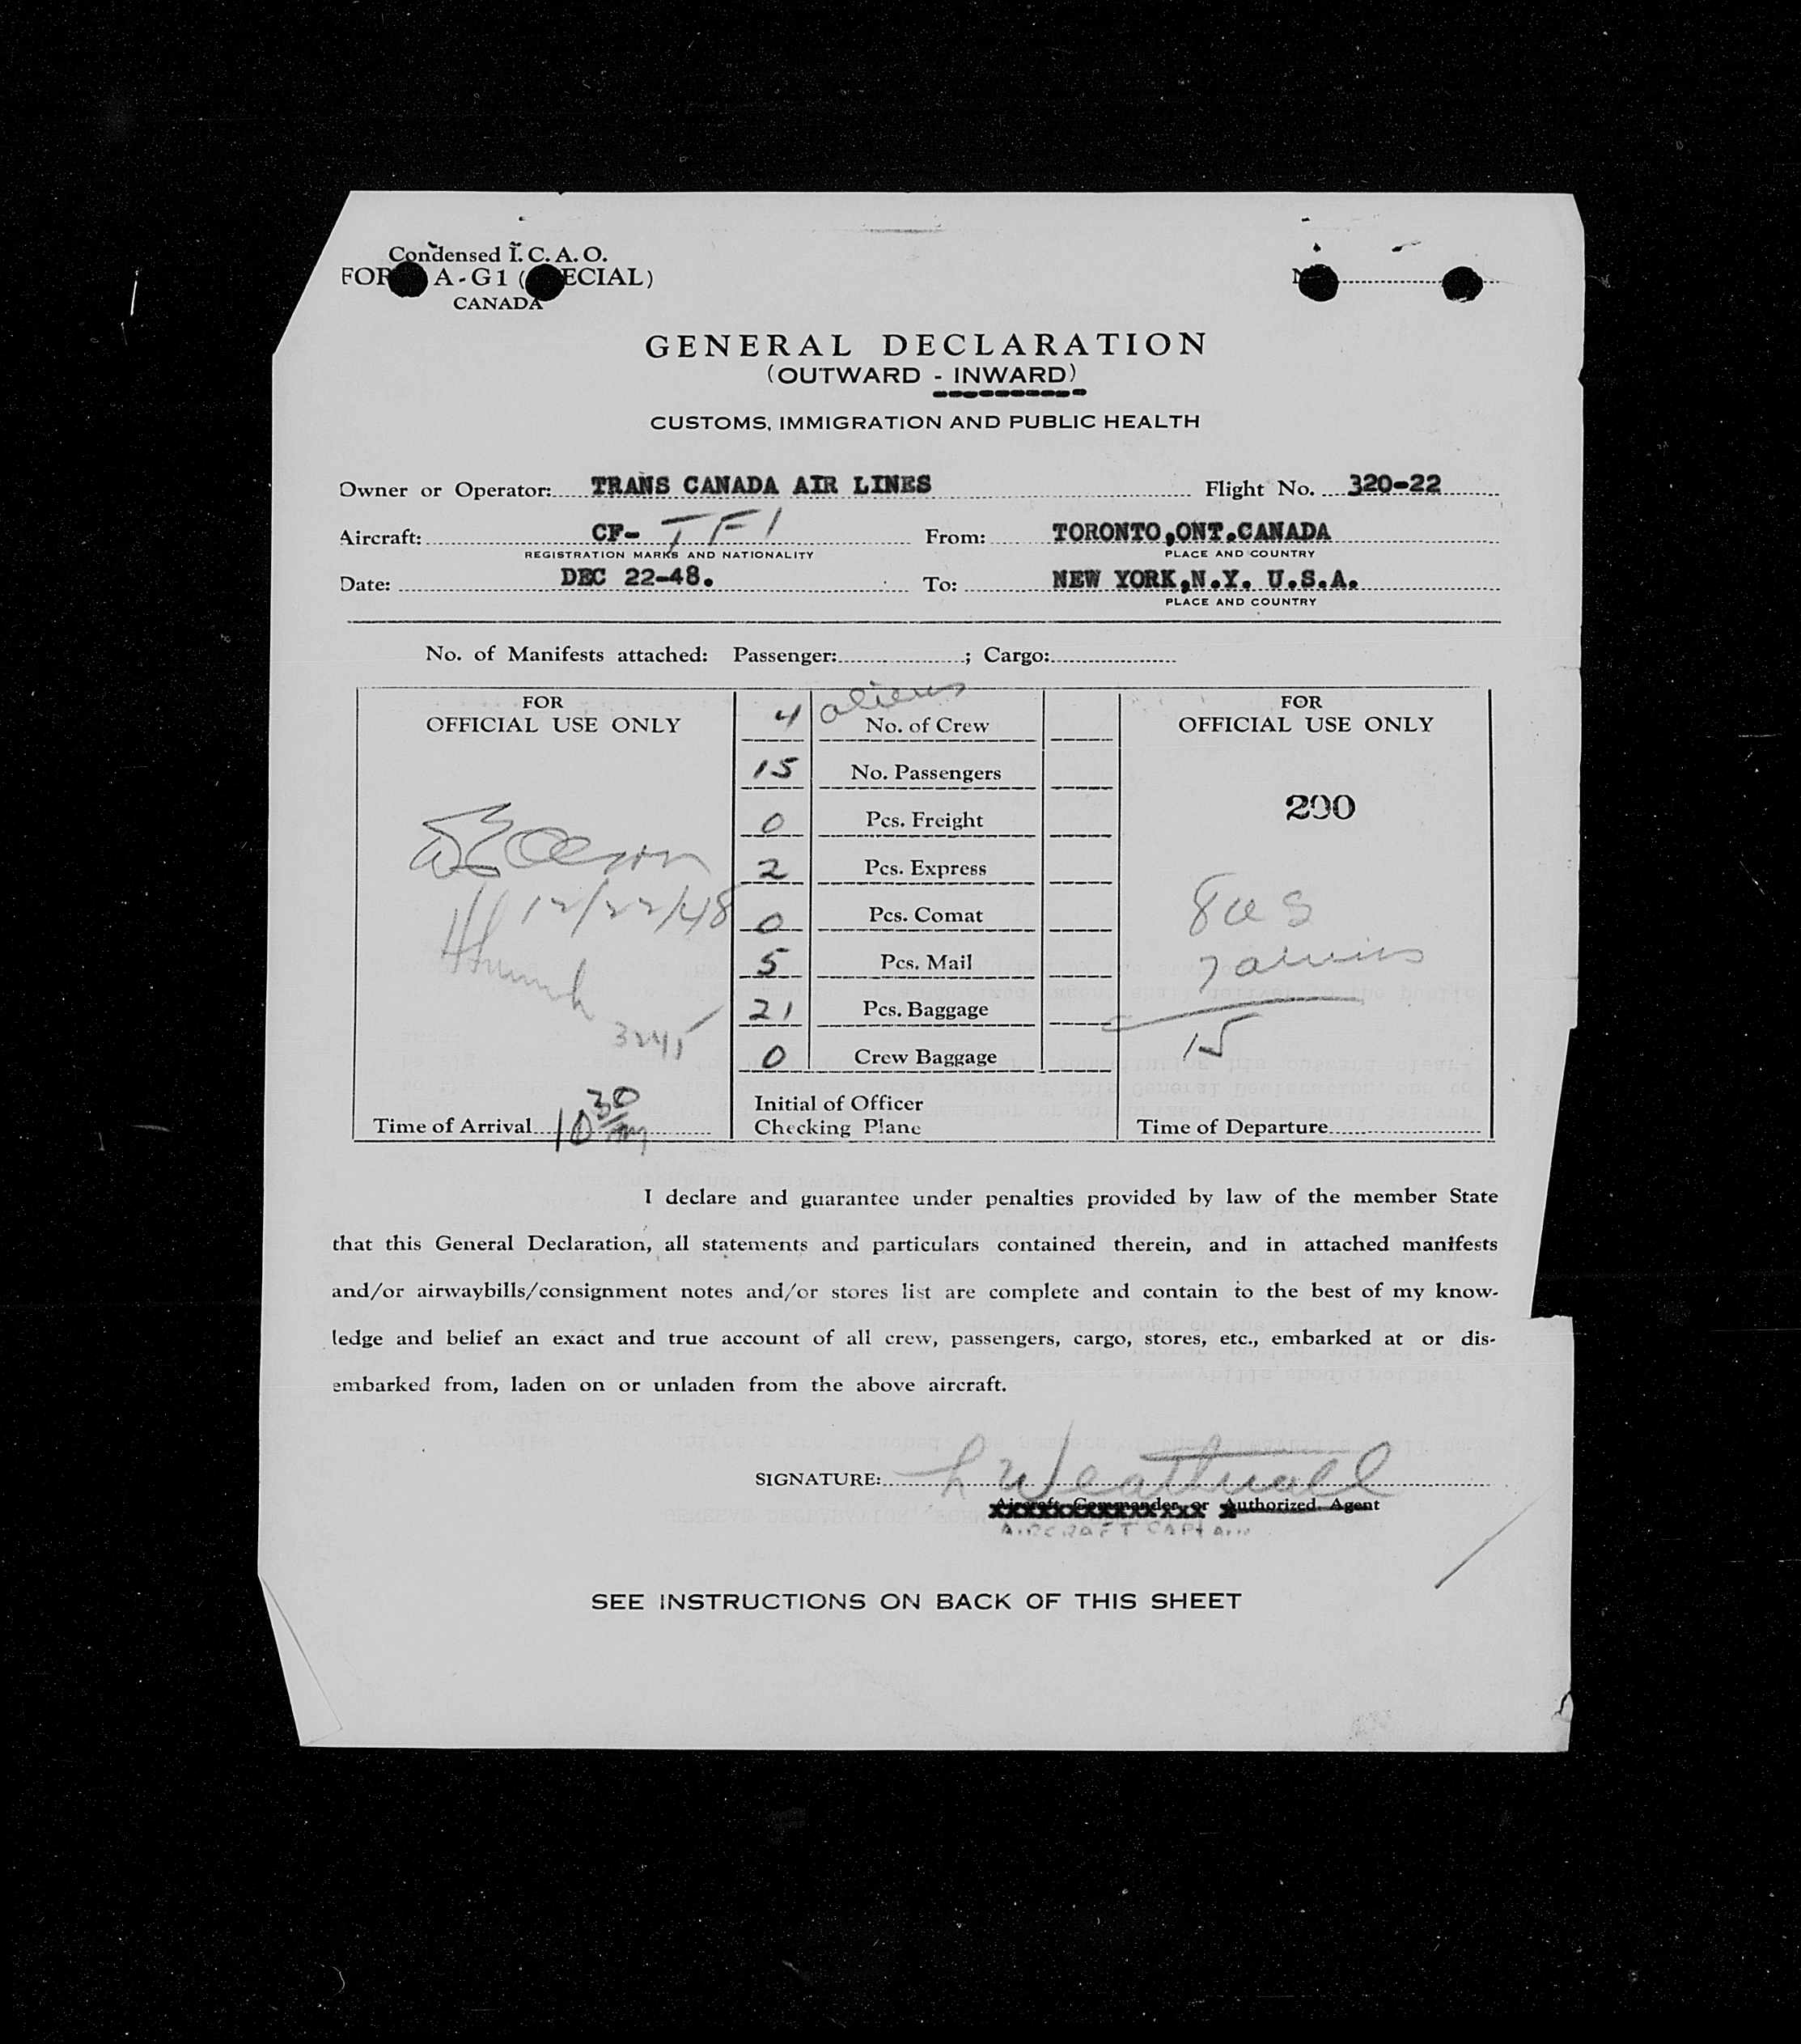 Condensed I. C. A. O.
FOR A-G1 ( ECIAL)
CANADA
GENERAL DECLARATION
(OUTWARD - INWARD)
CUSTOMS, IMMIGRATION AND PUBLIC HEALTH
Owner or Operator: TRANS CANADA AIR LINES Flight No. 320-22
Aircraft: CF- TFI From: TORONTO,ONT.CANADA
REGISTRATION MARKS AND NATIONALITY PLACE AND COUNTRY
Date: DEC 22-48. To: NEW YORK,N.Y. U.S.A.
PLACE AND COUNTRY
No. of Manifests attached: Passenger: ; Cargo:
FOR
OFFICIAL USE ONLY
12/22/48
Time of Arrival 10 30 AM
4 aliens No. of Crew
15 No. Passengers
0 Pcs. Freight
2 Pcs. Express
0 Pcs. Comat
5 Pcs. Mail
21 Pcs. Baggage
0 Crew Baggage
Initial of Officer
Checking Plane
FOR
OFFICIAL USE ONLY
290
8 US
7 aliens
15
Time of Departure
I declare and guarantee under penalties provided by law of the member State
that this General Declaration, all statements and particulars contained therein, and in attached manifests
and/or airwaybills/consignment notes and/or stores list are complete and contain to the best of my know-
ledge and belief an exact and true account of all crew, passengers, cargo, stores, etc., embarked at or dis-
embarked from, laden on or unladen from the above aircraft.
SIGNATURE:
Aircraft Commander or Authorized Agent
AIRCRAFT CAPTAIN
SEE INSTRUCTIONS ON BACK OF THIS SHEET